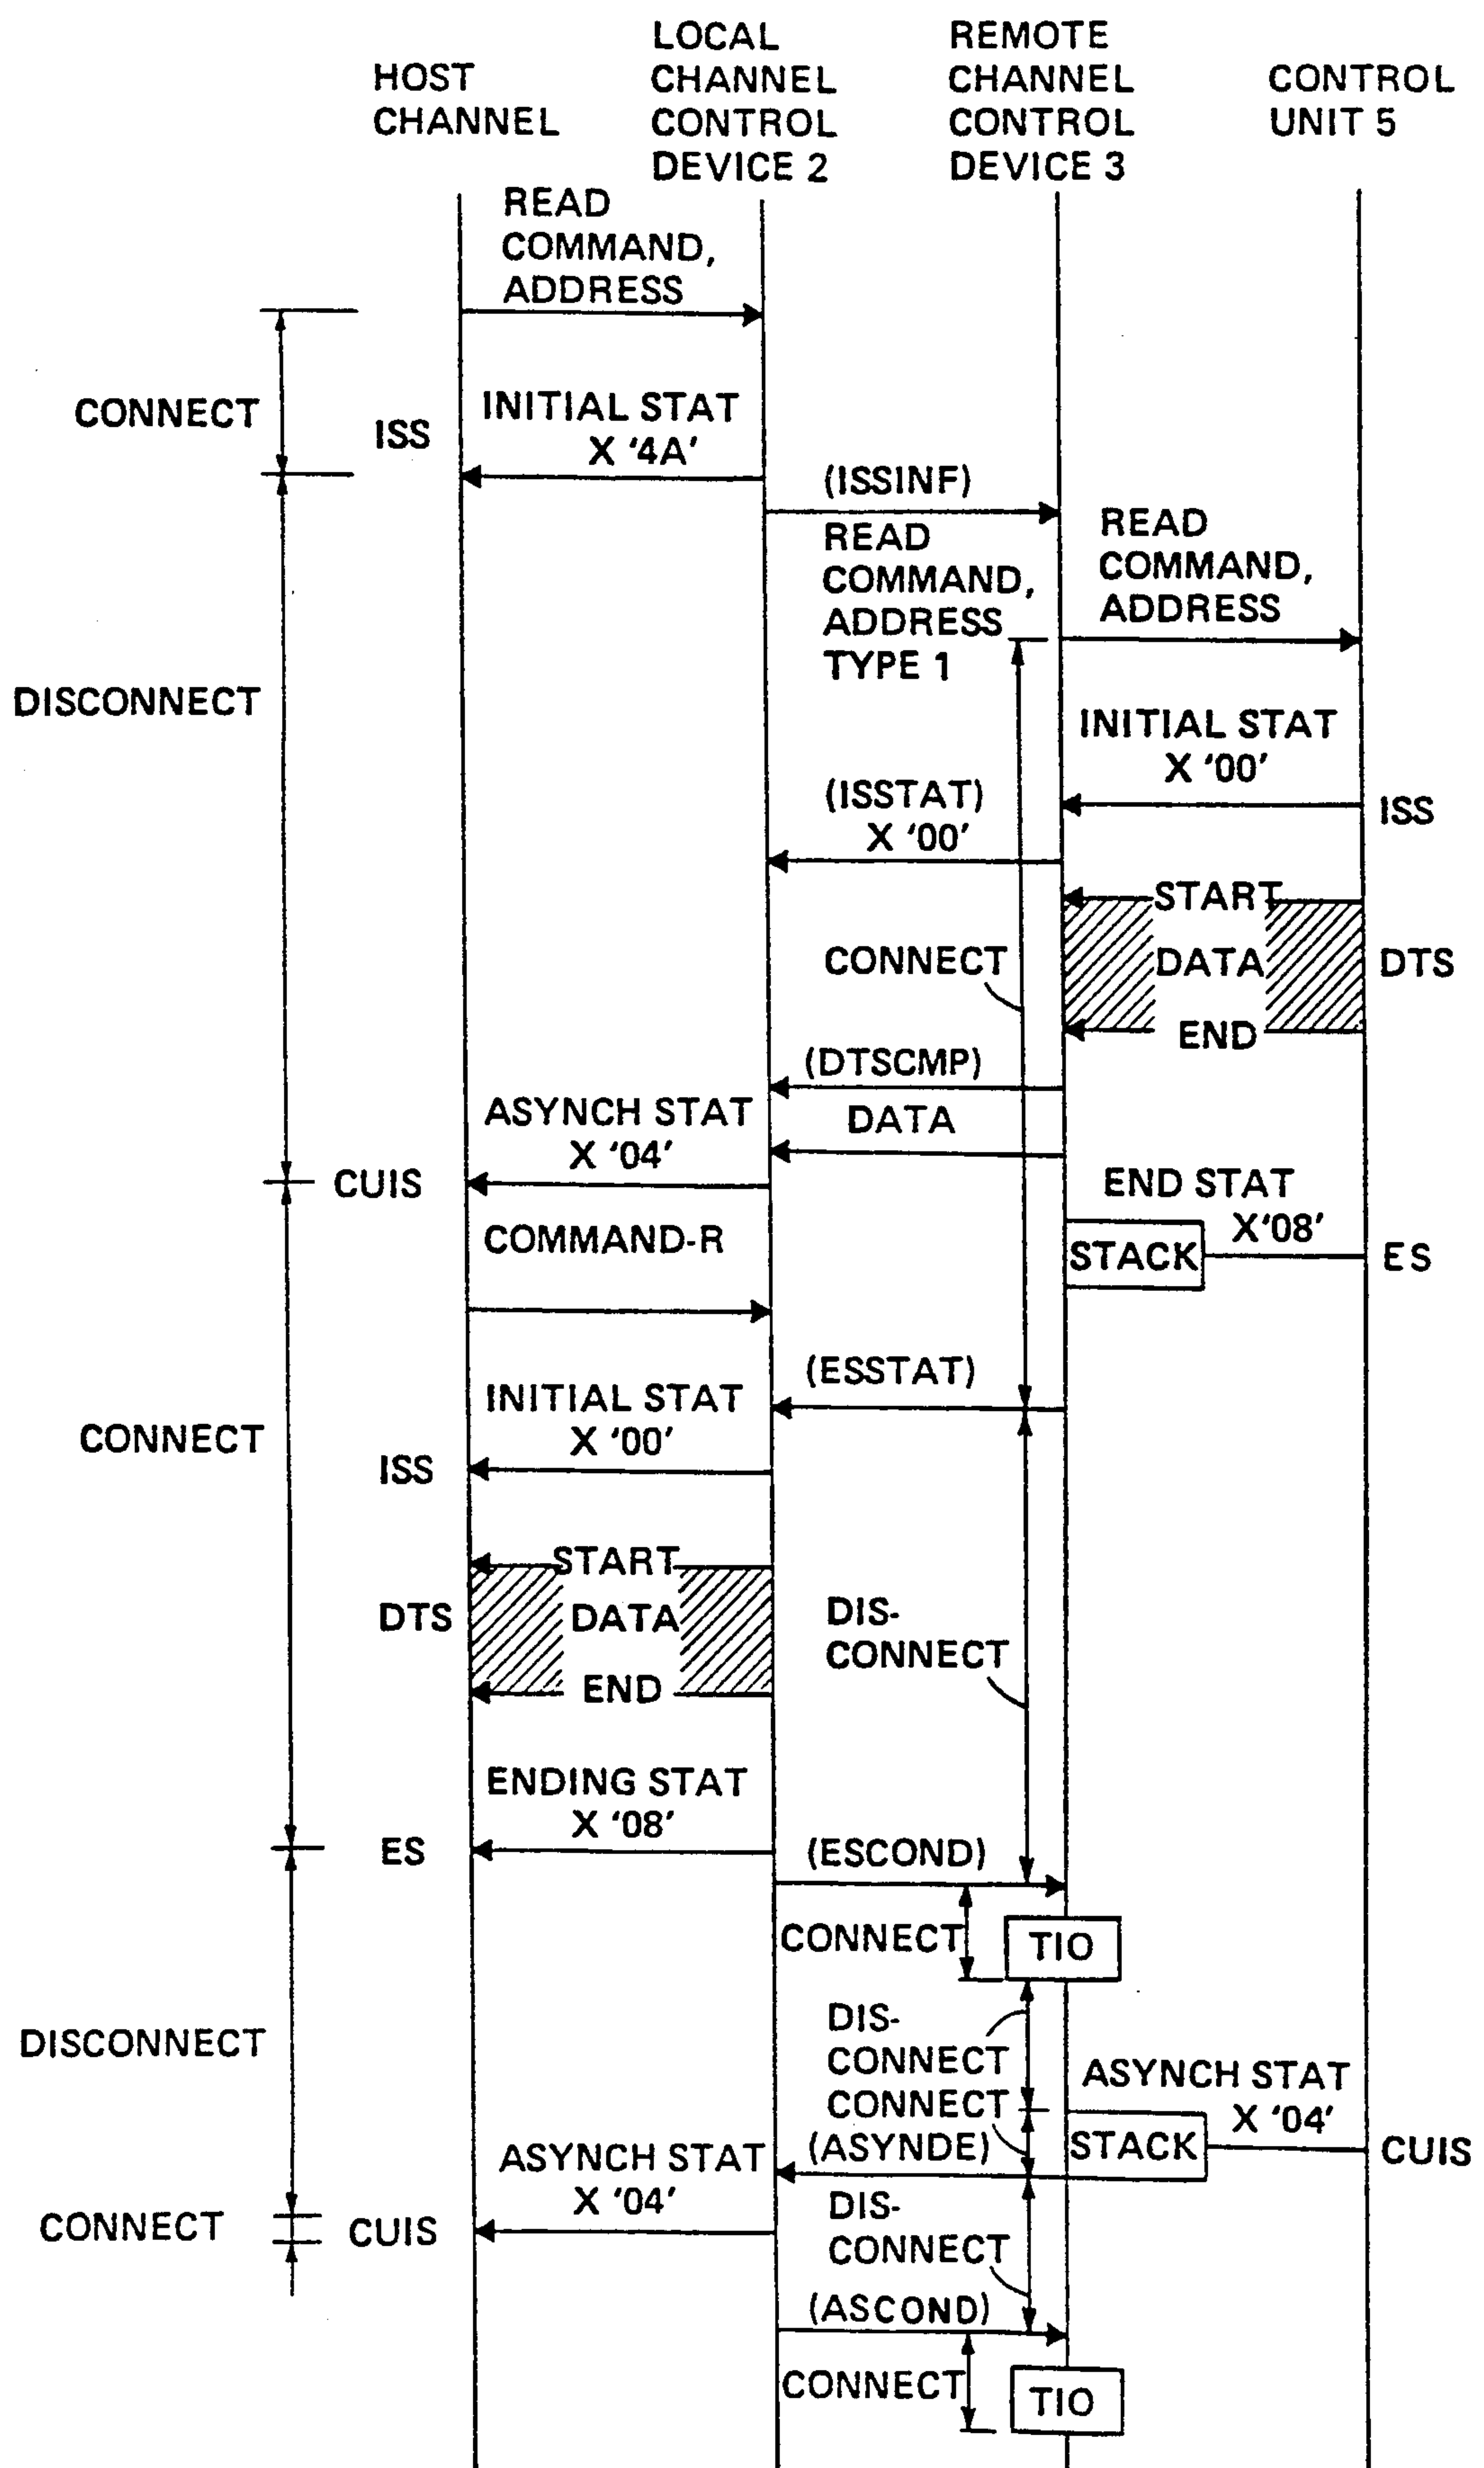 HOST
CHANNEL
LOCAL
CHANNEL
CONTROL
DEVICE 2
REMOTE
CHANNEL
CONTROL
DEVICE 3
CONTROL
UNIT 5
READ
COMMAND,
ADDRESS
CONNECT
ISS
INITIAL STAT
X '4A'
(ISSINF)
READ
COMMAND,
ADDRESS
TYPE 1
READ
COMMAND,
ADDRESS
DISCONNECT
INITIAL STAT
X '00'
ISS
(ISSTAT)
X '00'
START
DATA
END
DTS
CONNECT
(DTSCMP)
DATA
ASYNCH STAT
X '04'
CUIS
END STAT
X'08'
STACK
ES
COMMAND-R
(ESSTAT)
CONNECT
INITIAL STAT
X '00'
ISS
START
DATA
END
DTS
DIS-
CONNECT
ENDING STAT
X '08'
ES
(ESCOND)
CONNECT
TIO
DISCONNECT
DIS-
CONNECT
CONNECT
ASYNCH STAT
X '04'
STACK
CUIS
(ASYNDE)
ASYNCH STAT
X '04'
CONNECT
CUIS
DIS-
CONNECT
(ASCOND)
CONNECT
TIO